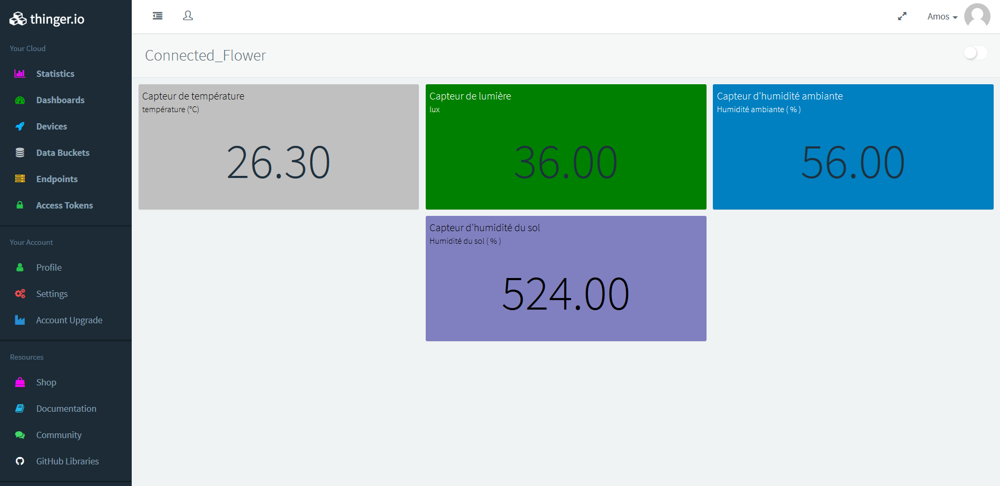 thinger.io
Your Cloud
Statistics
Dashboards
Devices
Data Buckets
Endpoints
Access Tokens
Your Account
Profile
Settings
Account Upgrade
Resources
Shop
Documentation
Community
GitHub Libraries
Amos
Connected_Flower
Capteur de température
température (°C)
26.30
Capteur de lumière
lux
36.00
Capteur d'humidité ambiante
Humidité ambiante ( % )
56.00
Capteur d'humidité du sol
Humidité du sol ( % )
524.00